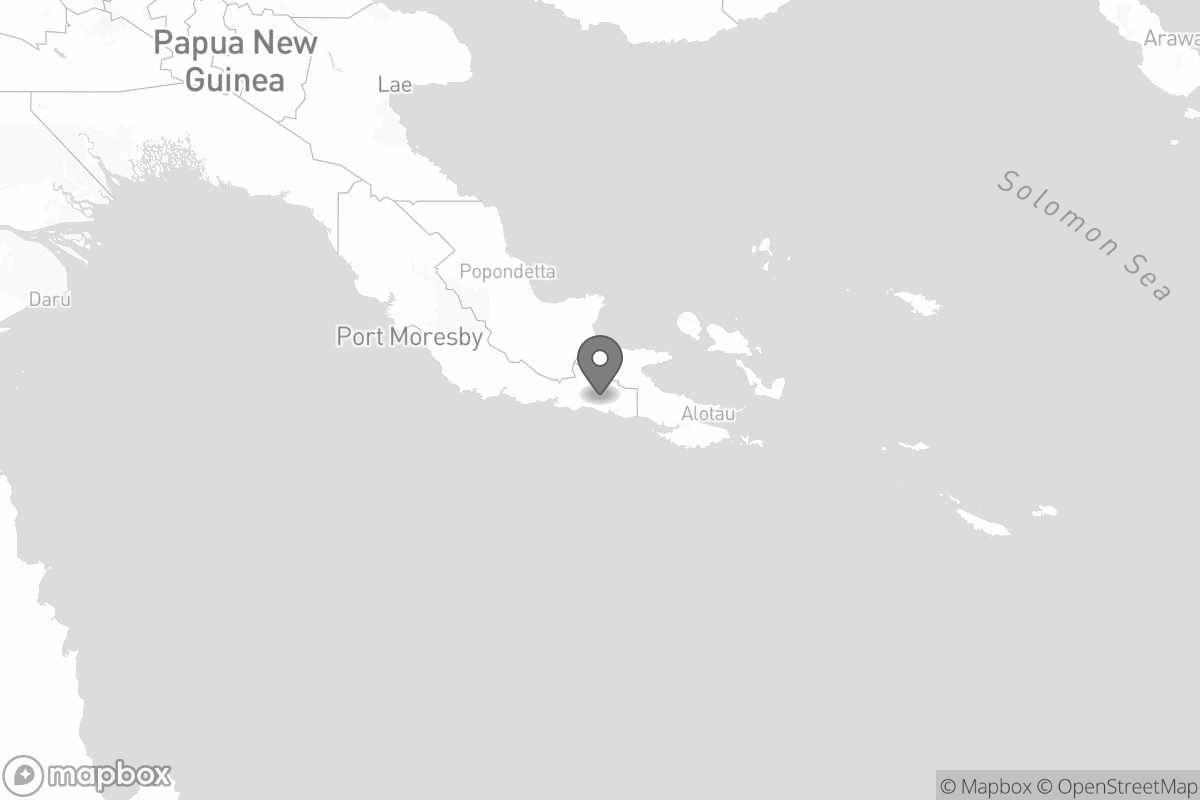 Papua New
Guinea
Lae
Arawa
Solomon Sea
Popondetta
Daru
Port Moresby
Alotau
mapbox
© Mapbox © OpenStreetMap